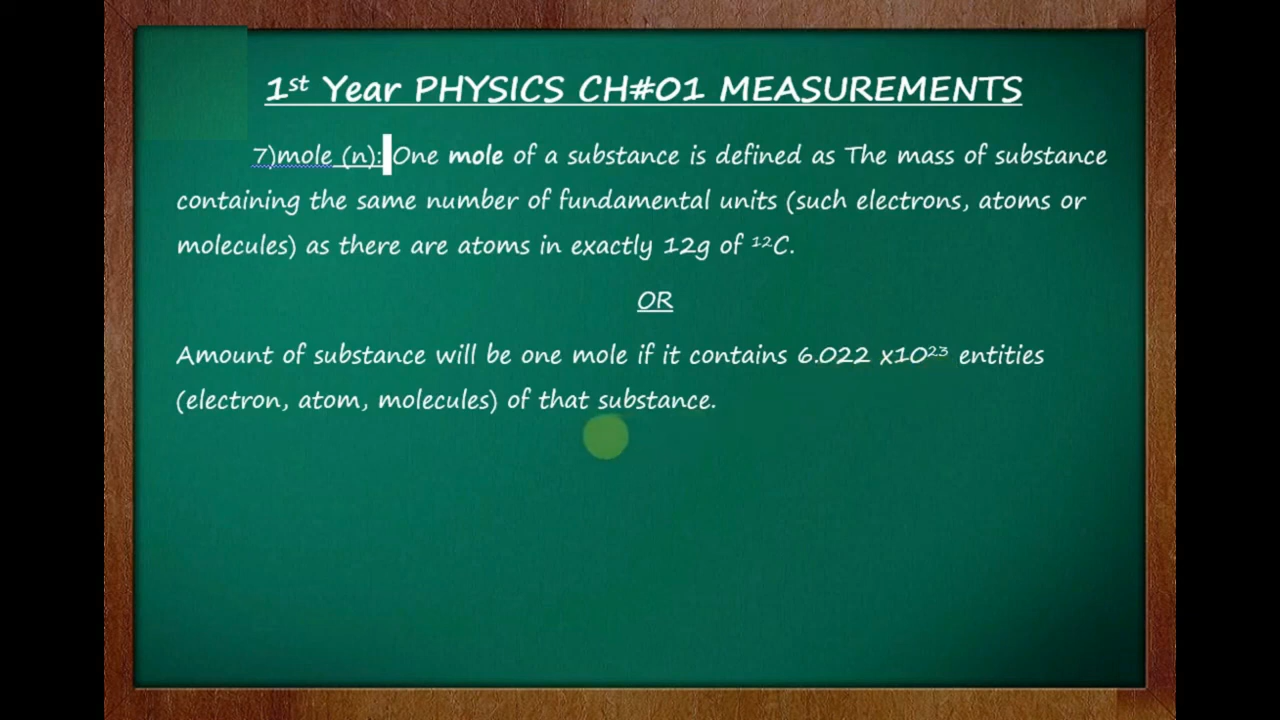 1st Year PHYSICS CH#01 MEASUREMENTS
7)mole (n): One mole of a substance is defined as The mass of substance
containing the same number of fundamental units (such electrons, atoms or
molecules) as there are atoms in exactly 12g of ¹²C.
OR
Amount of substance will be one mole if it contains 6.022 x10²³ entities
(electron, atom, molecules) of that substance.